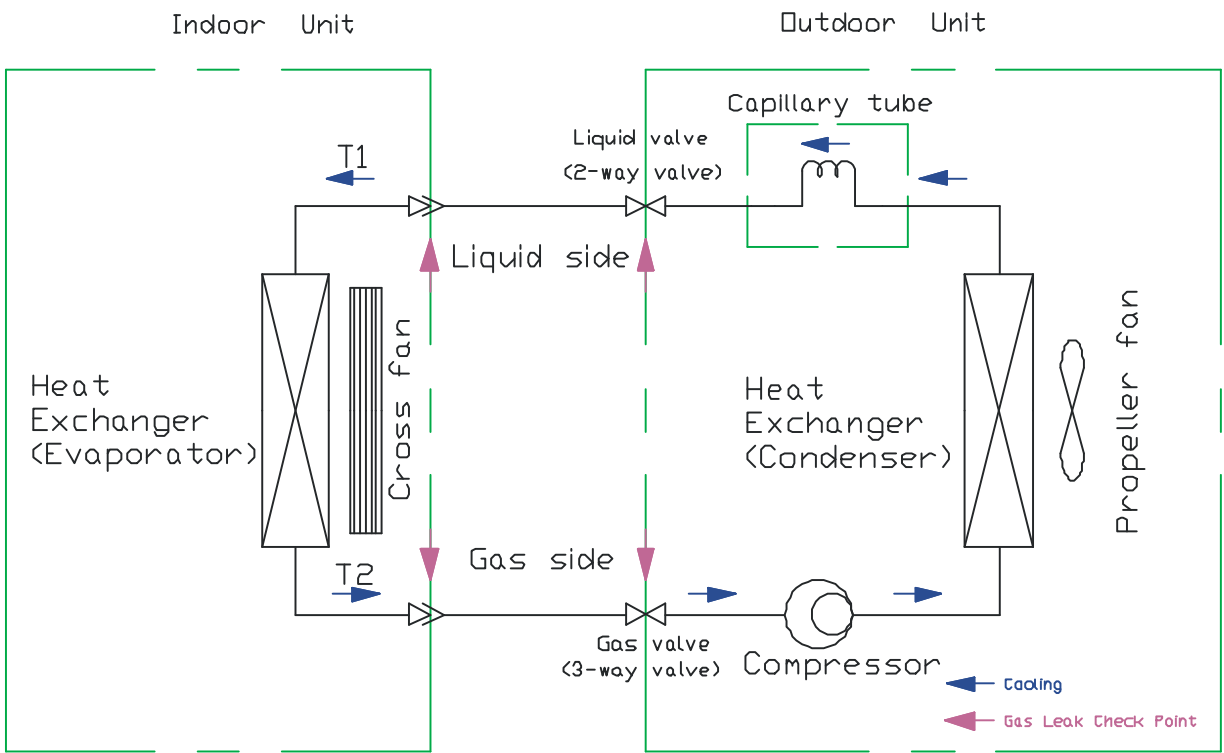 Indoor Unit
Outdoor Unit
Capillary tube
Liquid valve
(2-way valve)
T1
Liquid side
Heat
Exchanger
(Evaporator)
Cross fan
Heat
Exchanger
(Condenser)
Propeller fan
T2
Gas side
Gas valve
(3-way valve)
Compressor
Cooling
Gas Leak Check Point